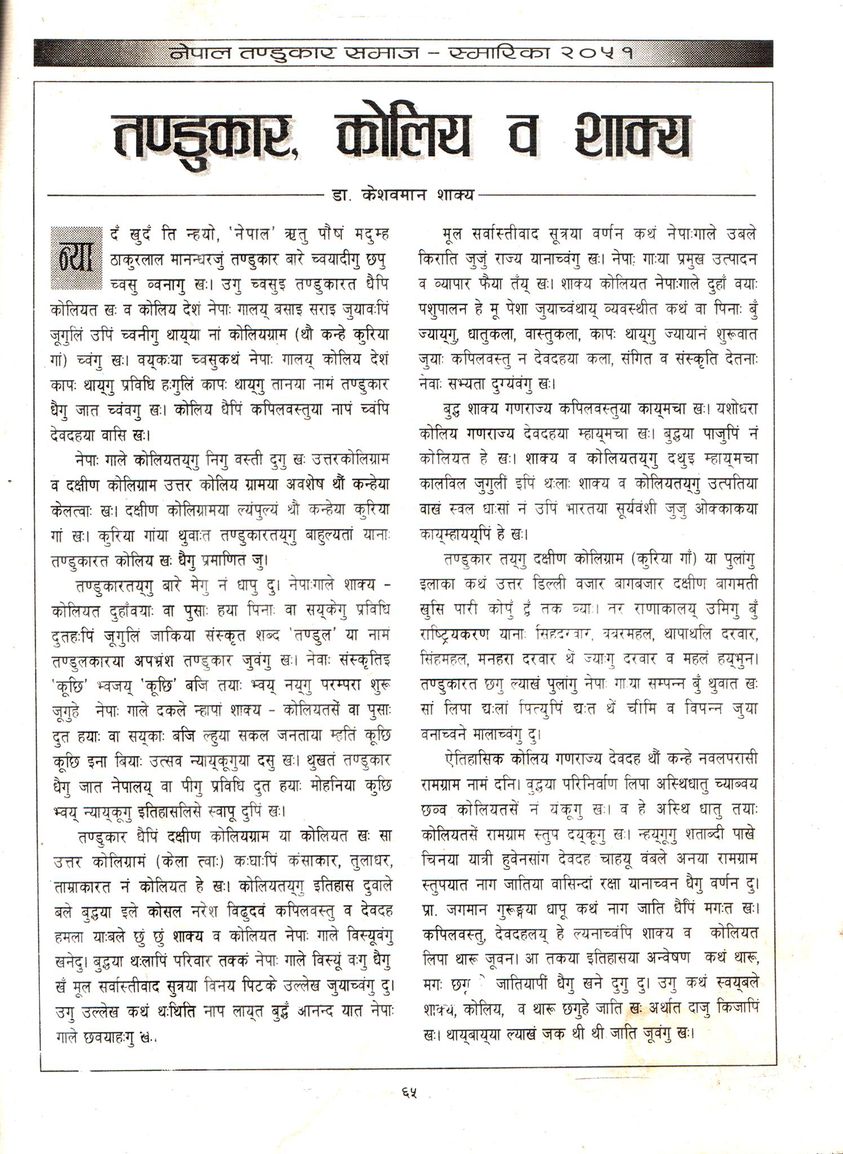 नेपाल तण्डुकार समाज - स्मारिका २०५१
तण्डुकार, कोलिय व शाक्य
डा. केशवमान शाक्य
न्यादँ खुदँ ति न्हयो, 'नेपाल' ऋतु पौषं मदुम्ह
ठाकुरलाल मानन्धरजुं तण्डुकार बारे च्वयादीगु छपु
च्वसु व्वनागु खः। उगु च्वसुइ तण्डुकारत धैपिं
कोलियत खः व कोलिय देशं नेपाः गालय् बसाइ सराइ जुयावःपिं
जूगुलिं उपिं च्वनीगु थाय्‌या नां कोलियग्राम (थौ कन्हे कुरिया
गां) च्वंगु खः। वय्‌कःया च्वसुकथं नेपाः गालय् कोलिय देशं
कापः थाय्‌गु प्रविधि हःगुलिं कापः थाय्‌गु तानया नामं तण्डुकार
धैगु जात च्वंवगु खः। कोलिय धैपिं कपिलवस्तुया नापं च्वंपि
देवदहया वासि खः।
नेपाः गाले कोलियतय्‌गु निगु वस्ती दुगु खः उत्तरकोलिग्राम
व दक्षीण कोलिग्राम उत्तर कोलिय ग्रामया अवशेष थौं कन्हेया
केलत्वाः खः। दक्षीण कोलिग्रामया ल्यंपुल्यं थौ कन्हेया कुरिया
गां खः। कुरिया गांया थुवाःत तण्डुकारतय्‌गु बाहुल्यतां यानाः
तण्डुकारत कोलिय खः धैगु प्रमाणित जु।
तण्डुकारतय्‌गु बारे मेगु नं धापु दु। नेपाःगाले शाक्य -
कोलियत दुहाँवयाः वा पुसाः हया पिनाः वा सय्‌केगु प्रविधि
दुतहःपिं जूगुलिं जाकिया संस्कृत शब्द 'तण्डुल' या नाम
तण्डुलकारया अपभ्रंश तण्डुकार जुवंगु खः। नेवाः संस्कृतिइ
'कूछि' भ्वजय् 'कूछि' बजि तयाः भ्वय् नय्‌गु परम्परा शुरू
जूगुहे नेपाः गाले दकले न्हापां शाक्य - कोलियतसें वा पुसाः
दुत हयाः वा सय्‌काः बजि ल्हुया सकल जनताया म्हतिं कूछि
कूछि इना बियाः उत्सव न्याय्‌कूगुया दसु खः। थुखतं तण्डुकार
धैगु जात नेपालय् वा पीगु प्रविधि दुत हयाः मोहनिया कुछि
भ्वय् न्याय्‌कूगु इतिहासलिसे स्वापू दुपिं खः।
तण्डुकार धैपिं दक्षीण कोलियग्राम या कोलियत खः सा
उत्तर कोलिग्रामं (केला त्वाः) कःघाःपिं कंसाकार, तुलाधर,
ताम्राकारत नं कोलियत हे खः। कोलियतय्‌गु इतिहास दुवाले
बले बुद्धया इले कोसल नरेश विढुदवं कपिलवस्तु व देवदह
हमला याःबले छुं छुं शाक्य व कोलियत नेपाः गाले विस्यूवंगु
खनेदु। बुद्धया थःलापिं परिवार तक्कं नेपाः गाले विस्यूं वःगु धैगु
खँ मूल सर्वास्तीवाद सुत्रया विनय पिटके उल्लेख जुयाच्वंगु दु।
उगु उल्लेख कथं थःथिति नाप लाय्‌त बुद्धँ आनन्द यात नेपाः
गाले छवयाहःगु खः..
मूल सर्वास्तीवाद सूत्रया वर्णन कथं नेपाःगाले उबले
किराति जुजुं राज्य यानाच्वंगु खः। नेपाः गाःया प्रमुख उत्पादन
व व्यापार फैया तँय् खः। शाक्य कोलियत नेपाःगाले दुहाँ वयाः
पशुपालन हे मू पेशा जुयाच्वंथाय् व्यवस्थीत कथं वा पिनाः बुँ
ज्याय्‌गु, धातुकला, वास्तुकला, कापः थाय्‌गु ज्यायानं शुरूवात
जुयाः कपिलवस्तु न देवदहया कला, संगित व संस्कृति देतनाः
नेवाः सभ्यता दुग्यंवंगु खः।
बुद्ध शाक्य गणराज्य कपिलवस्तुया काय्‌मचा खः। यशोधरा
कोलिय गणराज्य देवदहया म्हाय्‌मचा खः। बुद्धया पाजुपिं नं
कोलियत हे खः। शाक्य व कोलियतय्‌गु दथुइ म्हाय्‌मचा
कालविल जुगुलीं इपिं थःलाः शाक्य व कोलियतय्‌गु उत्पतिया
वाखं स्वल धाःसां नं उपिं भारतया सूर्यवंशी जुजु ओक्काकया
काय्‌म्हाय्‌यपिं हे खः।
तण्डुकार तय्‌गु दक्षीण कोलिग्राम (कुरिया गाँ) या पुलांगु
इलाका कथं उत्तर डिल्ली वजार बागबजार दक्षीण बागमती
खुसि पारी कोपुं द्वँ तक व्याः। तर राणाकालय् उमिगु बुँ
राष्ट्रियकरण यानाः सिंहदरवार, बबरमहल, थापाथलि दरवार,
सिंहमहल, मनहरा दरवार थें ज्याःगु दरवार व महलं हय्‌भुन।
तण्डुकारत छगु ल्याखं पुलांगु नेपाः गाःया सम्पन्न बुँ थुवात खः
सां लिपा द्यःलां पित्युपिं द्यःत थें चीमि व विपन्न जुया
वनाच्वने मालाच्वंगु दु।
ऐतिहासिक कोलिय गणराज्य देवदह थौं कन्हे नवलपरासी
रामग्राम नामं दनि। वुद्धया परिनिर्वाण लिपा अस्थिधातु च्याब्वय्
छब्व कोलियतसें नं यंकूगु खः। व हे अस्थि धातु तयाः
कोलियतसें रामग्राम स्तुप दय्‌कूगु खः। न्हय्‌गूगु शताब्दी पाखे
चिनया यात्री हुवेनसांग देवदह चाहयू वंबले अनया रामग्राम
स्तुपयात नाग जातिया वासिन्दां रक्षा यानाच्वन धैगु वर्णन दु।
प्रा. जगमान गुरूङ्गया धापू कथं नाग जाति धैपिं मगःत खः।
कपिलवस्तु, देवदहलय् हे ल्यनाच्वंपि शाक्य व कोलियत
लिपा थारू जूवन। आ तकया इतिहासया अन्वेषण कथं थारू,
मगः छगू जातियापीं धैगु खने दुगु दु। उगु कथं स्वय्‌बले
शाक्य, कोलिय, व थारू छगुहे जाति खः अर्थात दाजु किजापिं
खः। थाय्‌बाय्‌या ल्याखं जक थी थी जाति जूवंगु खः।
६५